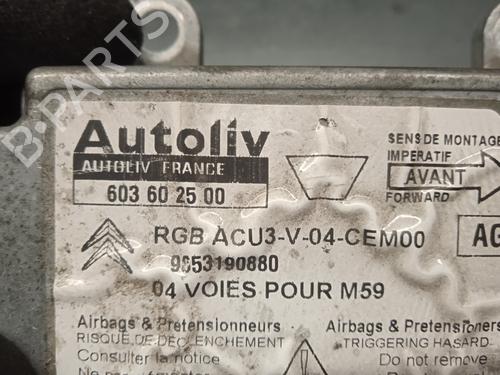 Autoliv
AUTOLIV FRANCE
603 60 25 00
SENS DE MONTAGE
IMPERATIF
AVANT
FORWARD
RGB ACU3-V-04-CEM00
9653190880
04 VOIES POUR M59
AG
Airbags & Pretensionneurs
RISQUE DE DECLENCHEMENT
Consulter la notice
Airbags & Pretensioners
TRIGGERING HASARD
Do not remove
B-Parts